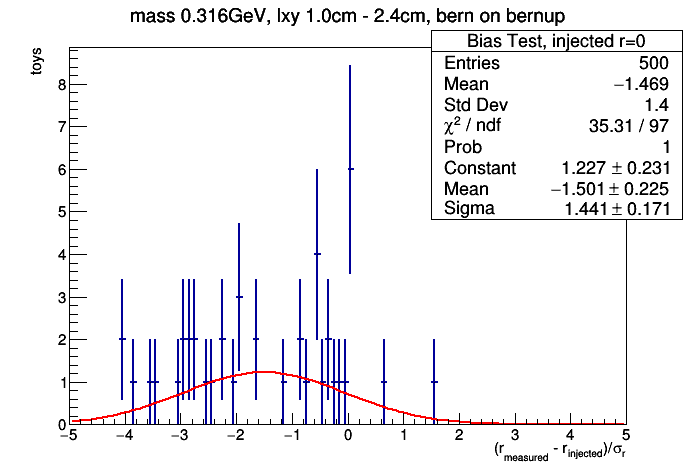 mass 0.316GeV, lxy 1.0cm - 2.4cm, bern on bernup
Bias Test, injected r=0
Entries 500
Mean −1.469
Std Dev 1.4
χ² / ndf 35.31 / 97
Prob 1
Constant 1.227 ± 0.231
Mean −1.501 ± 0.225
Sigma 1.441 ± 0.171
toys
8
7
6
5
4
3
2
1
0
−5 −4 −3 −2 −1 0 1 2 3 4 5
(r_measured - r_injected)/σ_r